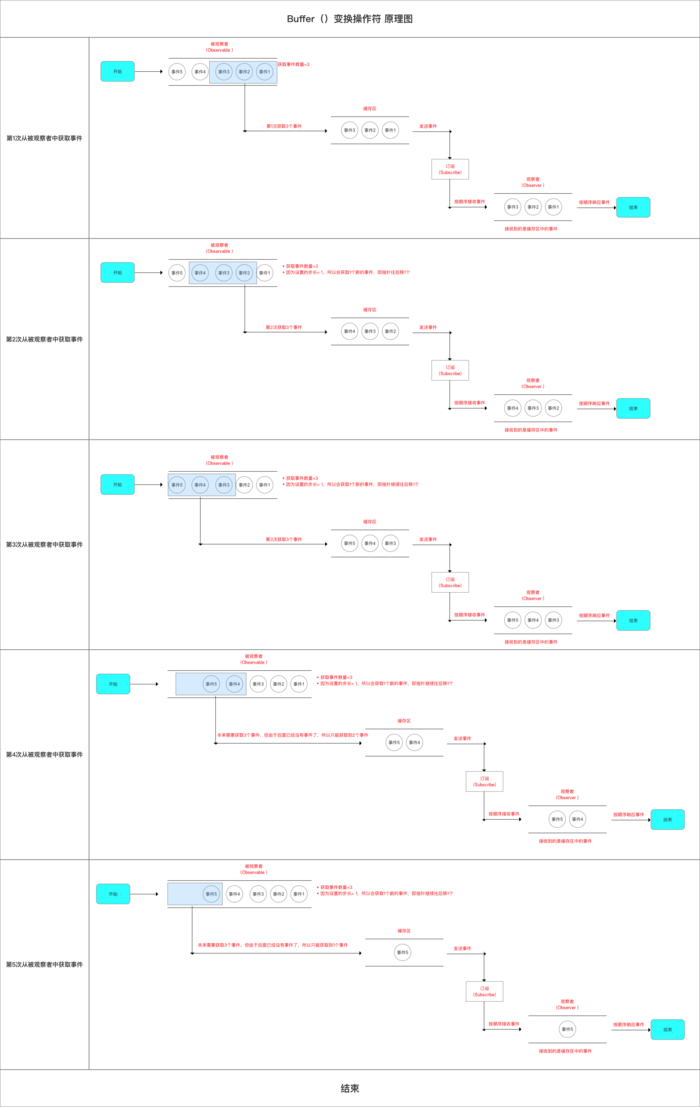 Buffer（）变换操作符 原理图
第1次从被观察者中获取事件
被观察者
（Observable ）
开始
事件5
事件4
事件3
事件2
事件1
获取事件数量=3
第1次获取3个事件
缓存区
事件3
事件2
事件1
发送事件
订阅
（Subscribe）
按顺序接收事件
观察者
（Observer ）
事件3
事件2
事件1
接收到的是缓存区中的事件
按顺序响应事件
结束
第2次从被观察者中获取事件
被观察者
（Observable ）
开始
事件5
事件4
事件3
事件2
事件1
* 获取事件数量=3
* 因为设置的步长= 1，所以会获取1个新的事件，即指针往后移1个
第2次获取3个事件
缓存区
事件4
事件3
事件2
发送事件
订阅
（Subscribe）
按顺序接收事件
观察者
（Observer ）
事件4
事件3
事件2
接收到的是缓存区中的事件
按顺序响应事件
结束
第3次从被观察者中获取事件
被观察者
（Observable ）
开始
事件5
事件4
事件3
事件2
事件1
* 获取事件数量=3
* 因为设置的步长= 1，所以会获取1个新的事件，即指针继续往后移1个
第3次获取3个事件
缓存区
事件5
事件4
事件3
发送事件
订阅
（Subscribe）
按顺序接收事件
观察者
（Observer ）
事件5
事件4
事件3
接收到的是缓存区中的事件
按顺序响应事件
结束
第4次从被观察者中获取事件
被观察者
（Observable ）
开始
事件5
事件4
事件3
事件2
事件1
* 获取事件数量=3
* 因为设置的步长= 1，所以会获取1个新的事件，即指针继续往后移1个
本来需要获取3个事件，但由于后面已经没有事件了，所以只能获取到2个事件
缓存区
事件5
事件4
发送事件
订阅
（Subscribe）
按顺序接收事件
观察者
（Observer ）
事件5
事件4
接收到的是缓存区中的事件
按顺序响应事件
结束
第5次从被观察者中获取事件
被观察者
（Observable ）
开始
事件5
事件4
事件3
事件2
事件1
* 获取事件数量=3
* 因为设置的步长= 1，所以会获取1个新的事件，即指针继续往后移1个
本来需要获取3个事件，但由于后面已经没有事件了，所以只能获取到1个事件
缓存区
事件5
发送事件
订阅
（Subscribe）
按顺序接收事件
观察者
（Observer ）
事件5
接收到的是缓存区中的事件
按顺序响应事件
结束
结束